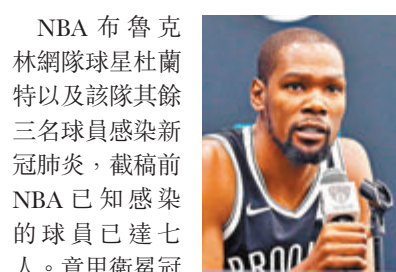 NBA 布魯克
林網隊球星杜蘭
特以及該隊其餘
三名球員感染新
冠肺炎，截稿前
NBA 已知感染
的球員已達七
人。意甲衛冕冠
BROOK